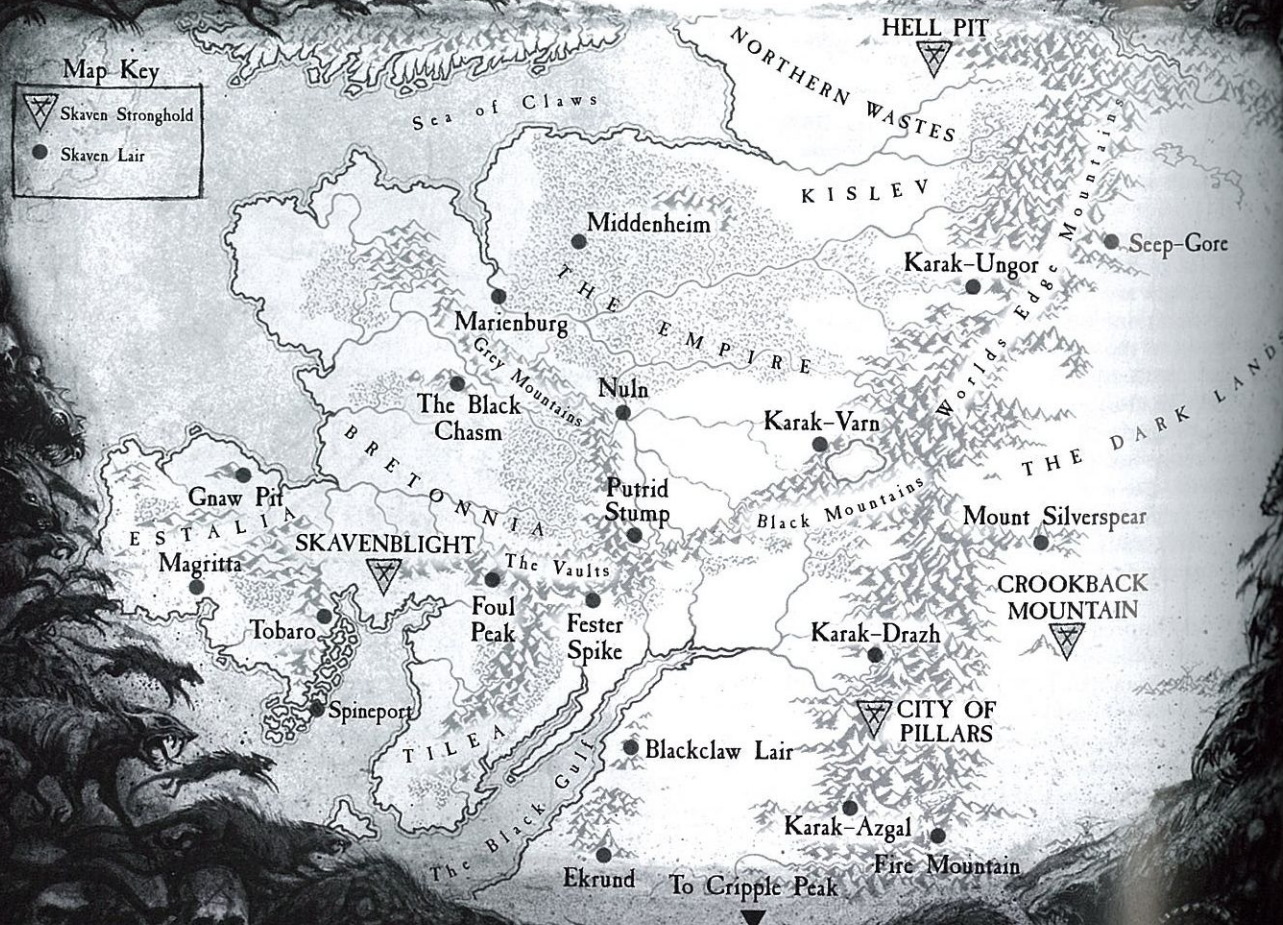 HELL PIT
Map Key
Skaven Stronghold
Skaven Lair
Sea of Claws
NORTHERN WASTES
KISLEV
Middenheim
Worlds Edge Mountains
Seep-Gore
Karak-Ungor
THE EMPIRE
Marienburg
Grey Mountains
Nuln
The Black
Chasm
Karak-Varn
BRETONNIA
THE DARK LANDS
Gnaw Pit
Putrid
Stump
Black Mountains
ESTALIA
Mount Silverspear
SKAVENBLIGHT
The Vaults
Magritta
CROOKBACK
MOUNTAIN
Foul
Peak
Fester
Spike
Tobaro
Karak-Drazh
Spineport
CITY OF
PILLARS
TILEA
Blackclaw Lair
The Black Gulf
Karak-Azgal
Fire Mountain
Ekrund
To Cripple Peak